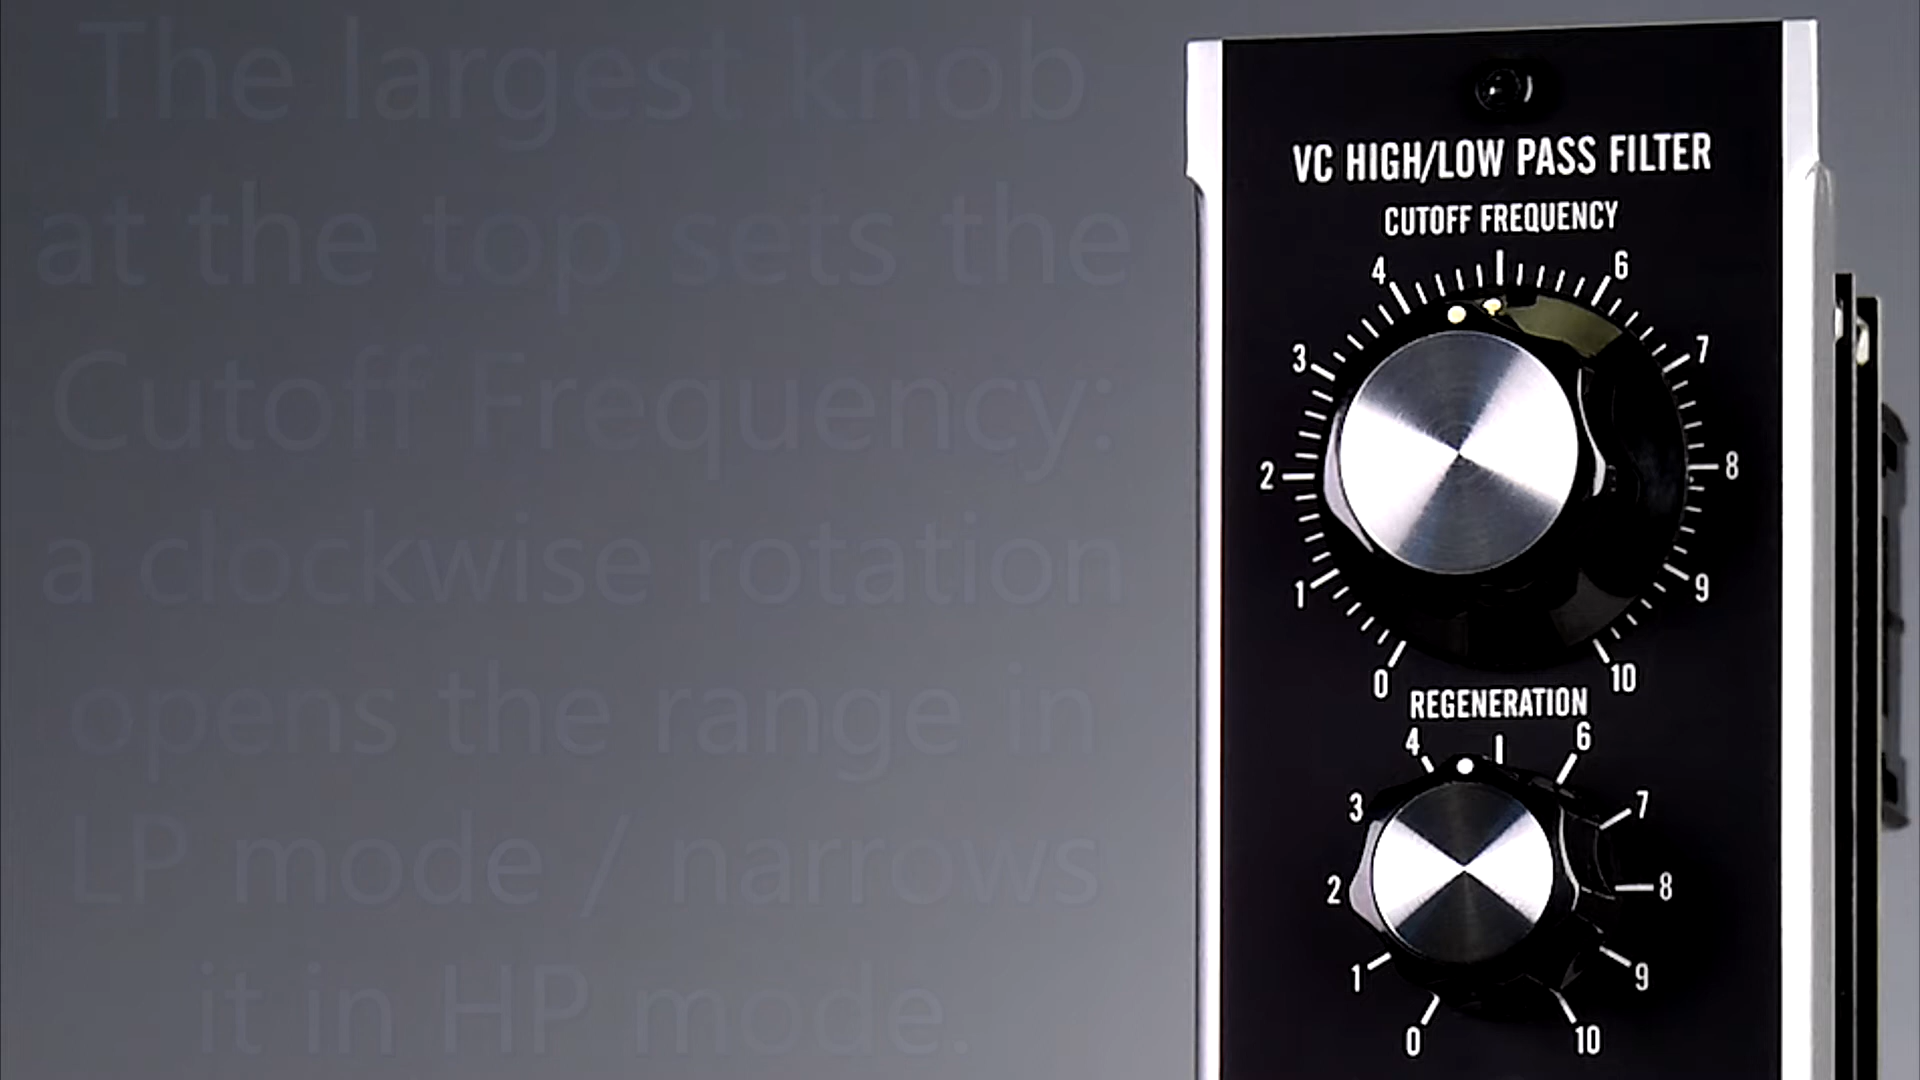 The largest knob
at the top sets the
Cutoff Frequency:
a clockwise rotation
opens the range in
LP mode / narrows
it in HP mode.
VC HIGH/LOW PASS FILTER
CUTOFF FREQUENCY
4 6
3 7
2 8
1 9
0 10
REGENERATION
4 6
3 7
2 8
1 9
0 10